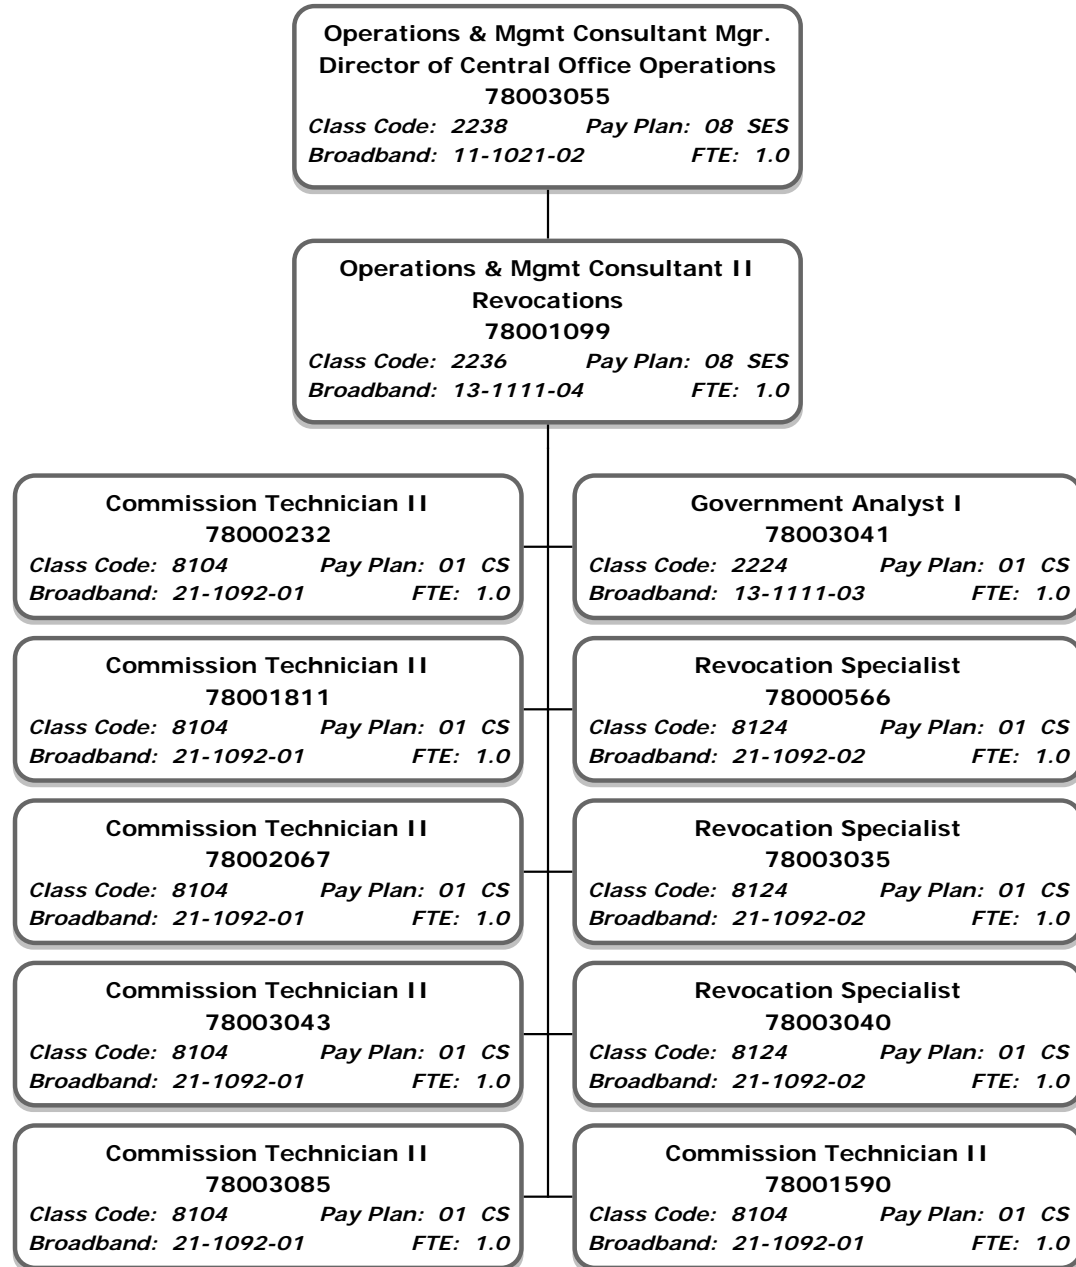 Operations & Mgmt Consultant Mgr.
Director of Central Office Operations
78003055
Class Code: 2238 Pay Plan: 08 SES
Broadband: 11-1021-02 FTE: 1.0
Operations & Mgmt Consultant II
Revocations
78001099
Class Code: 2236 Pay Plan: 08 SES
Broadband: 13-1111-04 FTE: 1.0
Commission Technician II
78000232
Class Code: 8104 Pay Plan: 01 CS
Broadband: 21-1092-01 FTE: 1.0
Government Analyst I
78003041
Class Code: 2224 Pay Plan: 01 CS
Broadband: 13-1111-03 FTE: 1.0
Commission Technician II
78001811
Class Code: 8104 Pay Plan: 01 CS
Broadband: 21-1092-01 FTE: 1.0
Revocation Specialist
78000566
Class Code: 8124 Pay Plan: 01 CS
Broadband: 21-1092-02 FTE: 1.0
Commission Technician II
78002067
Class Code: 8104 Pay Plan: 01 CS
Broadband: 21-1092-01 FTE: 1.0
Revocation Specialist
78003035
Class Code: 8124 Pay Plan: 01 CS
Broadband: 21-1092-02 FTE: 1.0
Commission Technician II
78003043
Class Code: 8104 Pay Plan: 01 CS
Broadband: 21-1092-01 FTE: 1.0
Revocation Specialist
78003040
Class Code: 8124 Pay Plan: 01 CS
Broadband: 21-1092-02 FTE: 1.0
Commission Technician II
78003085
Class Code: 8104 Pay Plan: 01 CS
Broadband: 21-1092-01 FTE: 1.0
Commission Technician II
78001590
Class Code: 8104 Pay Plan: 01 CS
Broadband: 21-1092-01 FTE: 1.0